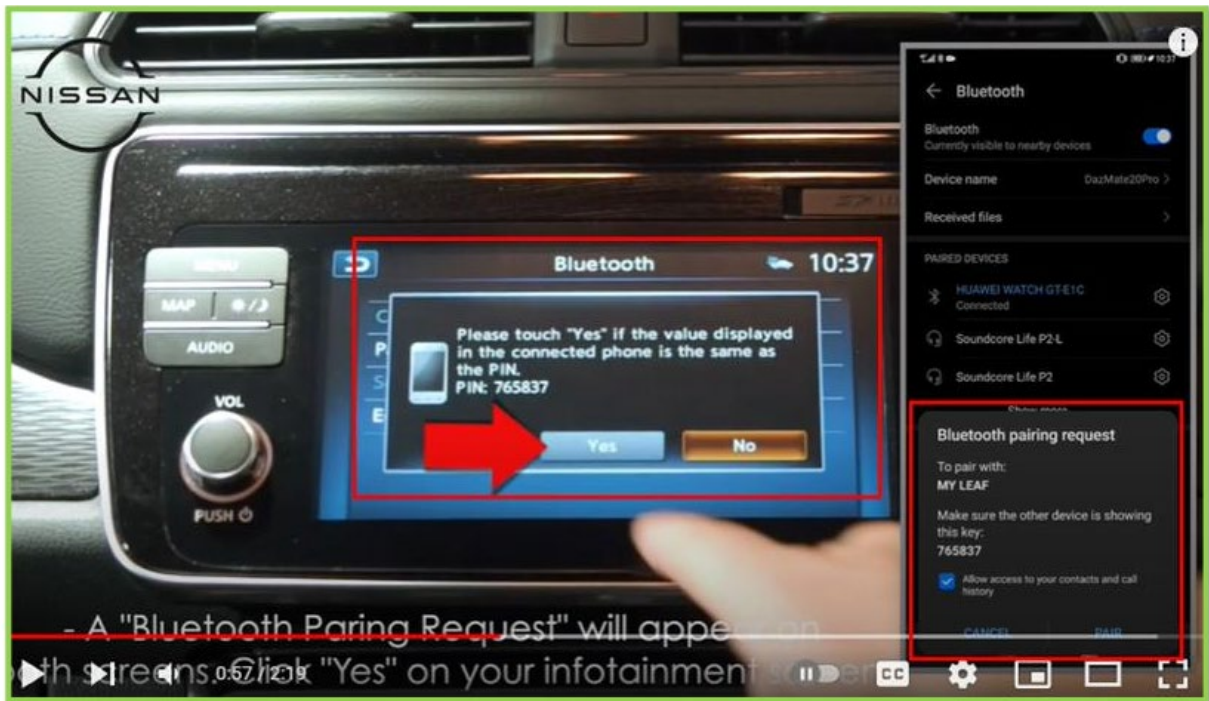 NISSAN
MENU
MAP
AUDIO
VOL
PUSH
Bluetooth 10:37
Please touch "Yes" if the value displayed
in the connected phone is the same as
the PIN.
PIN: 765837
Yes No
10:37
Bluetooth
Bluetooth
Currently visible to nearby devices
Device name DazMate20Pro >
Received files >
PAIRED DEVICES
HUAWEI WATCH GT-E1C
Connected
Soundcore Life P2-L
Soundcore Life P2
Show more
Bluetooth pairing request
To pair with:
MY LEAF
Make sure the other device is showing
this key:
765837
Allow access to your contacts and call
history
CANCEL PAIR
- A "Bluetooth Paring Request" will appear on
screens. Click "Yes" on your infotainment
0:57 / 2:19
CC